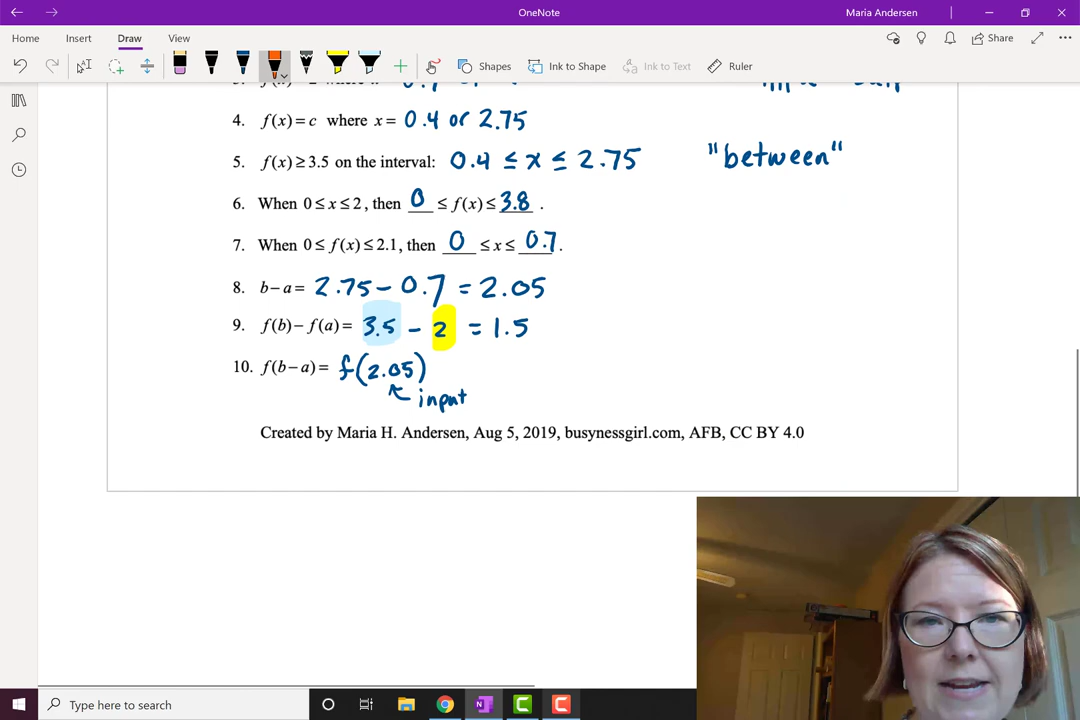 OneNote
Maria Andersen
Home Insert Draw View
Share
Shapes Ink to Shape Ink to Text Ruler
4. f(x) = c where x = 0.4 or 2.75
5. f(x) ≥ 3.5 on the interval: 0.4 ≤ x ≤ 2.75 "between"
6. When 0 ≤ x ≤ 2, then 0 ≤ f(x) ≤ 3.8.
7. When 0 ≤ f(x) ≤ 2.1, then 0 ≤ x ≤ 0.7.
8. b – a = 2.75 – 0.7 = 2.05
9. f(b) – f(a) = 3.5 – 2 = 1.5
10. f(b – a) = f(2.05)
input
Created by Maria H. Andersen, Aug 5, 2019, busynessgirl.com, AFB, CC BY 4.0
Type here to search